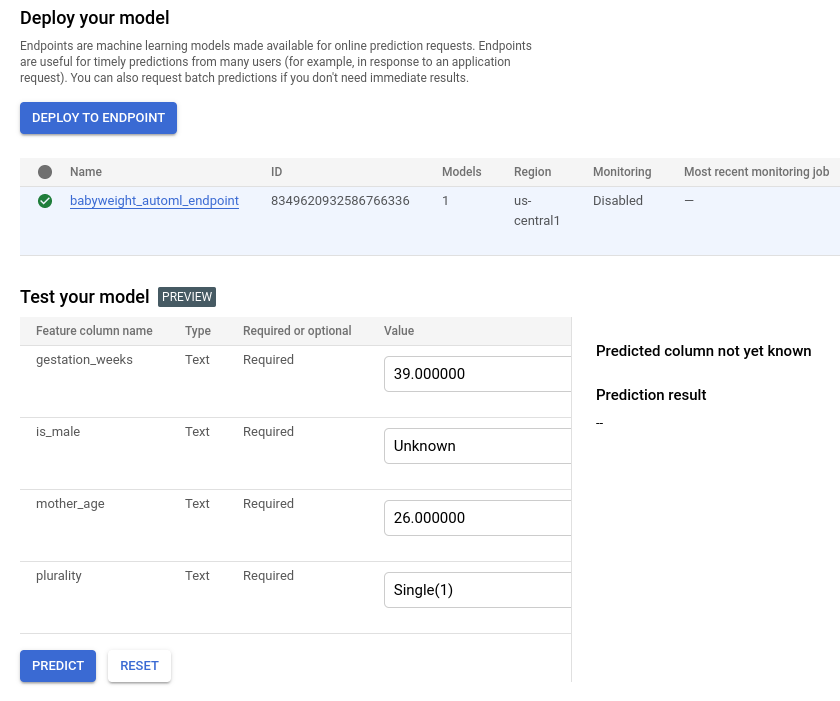 Deploy your model
Endpoints are machine learning models made available for online prediction requests. Endpoints
are useful for timely predictions from many users (for example, in response to an application
request). You can also request batch predictions if you don't need immediate results.
DEPLOY TO ENDPOINT
Name ID Models Region Monitoring Most recent monitoring job
babyweight_automl_endpoint 8349620932586766336 1 us- Disabled —
central1
Test your model PREVIEW
Feature column name Type Required or optional Value
gestation_weeks Text Required 39.000000
is_male Text Required Unknown
mother_age Text Required 26.000000
plurality Text Required Single(1)
PREDICT RESET
Predicted column not yet known
Prediction result
--